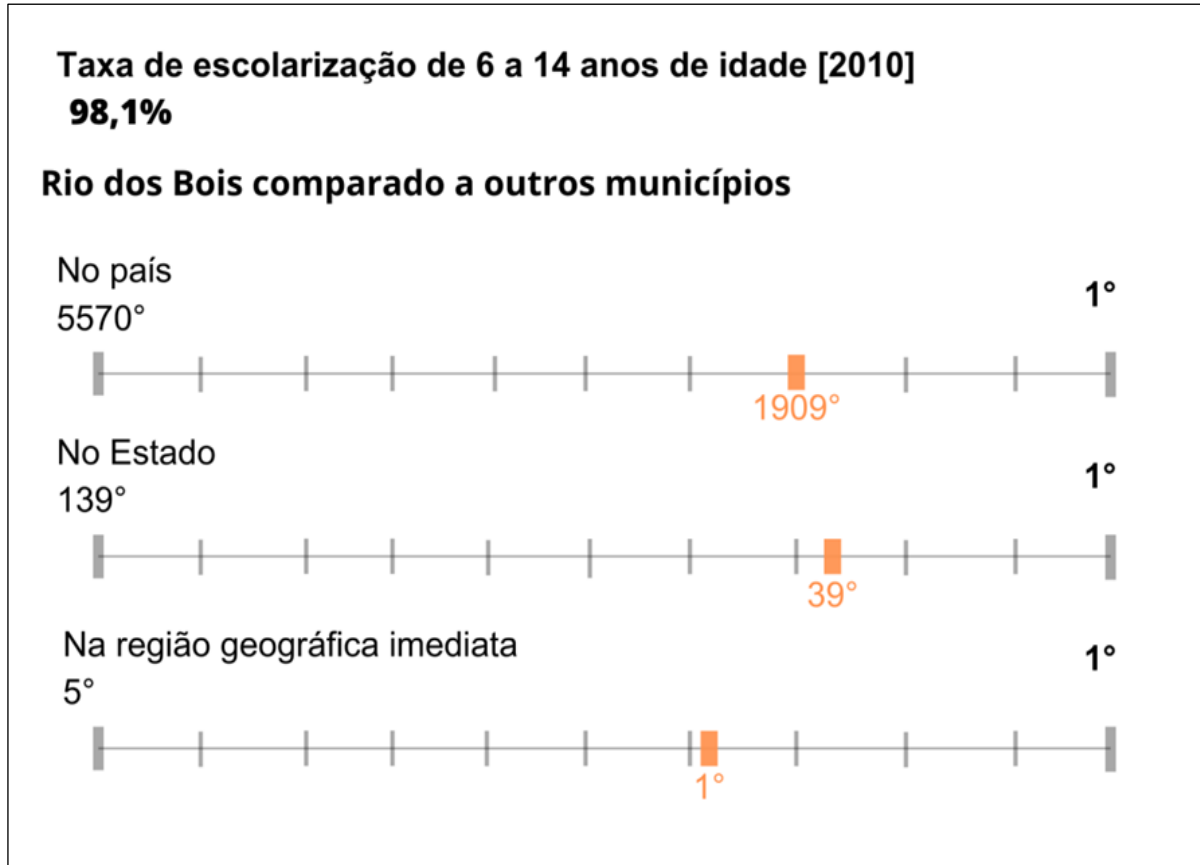 Taxa de escolarização de 6 a 14 anos de idade [2010]
98,1%
Rio dos Bois comparado a outros municípios
No país
5570°
1°
1909°
No Estado
139°
1°
39°
Na região geográfica imediata
5°
1°
1°